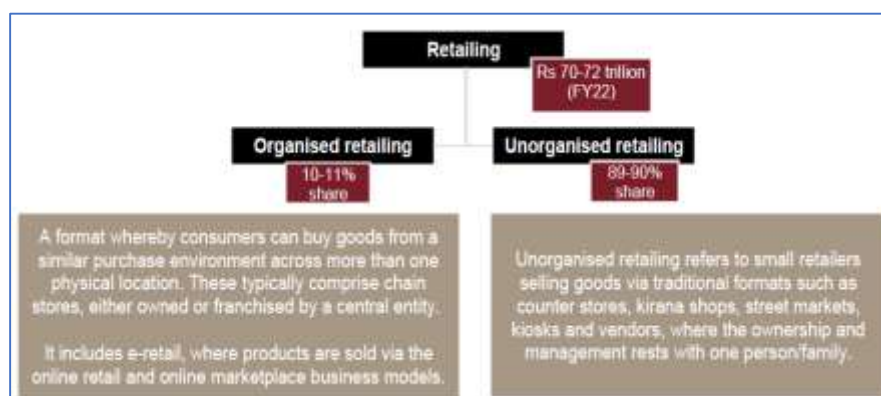 Retailing
Rs 70-72 trillion
(FY22)
Organised retailing
10-11%
share
Unorganised retailing
89-90%
share
A format whereby consumers can buy goods from a
similar purchase environment across more than one
physical location. These typically comprise chain
stores, either owned or franchised by a central entity.
It includes e-retail, where products are sold via the
online retail and online marketplace business models.
Unorganised retailing refers to small retailers
selling goods via traditional formats such as
counter stores, kirana shops, street markets,
kiosks and vendors, where the ownership and
management rests with one person/family.